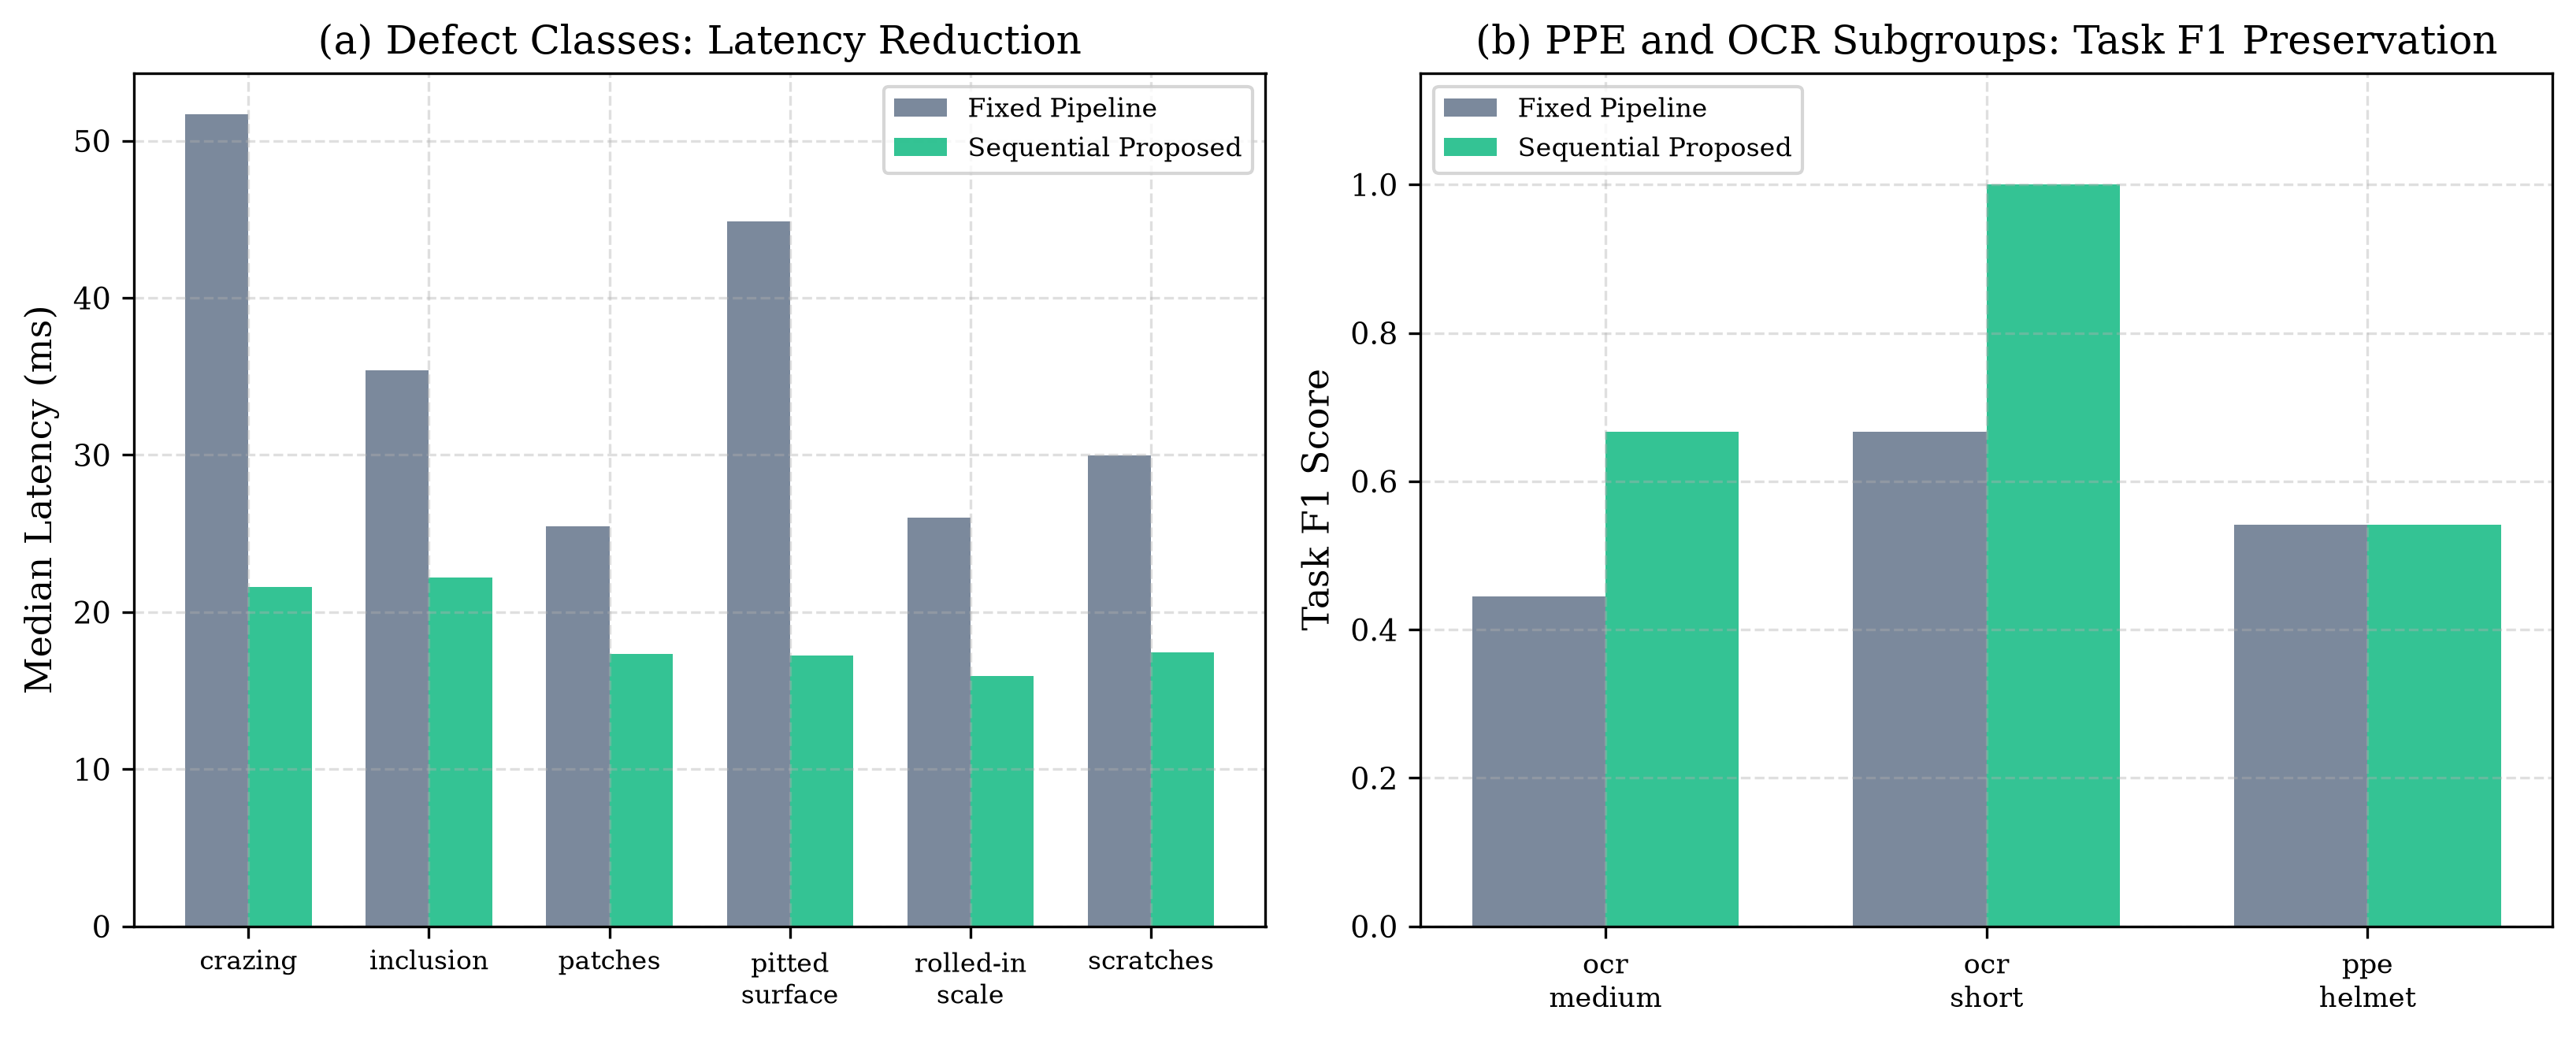 (a) Defect Classes: Latency Reduction
Fixed Pipeline
Sequential Proposed
Median Latency (ms)
50
40
30
20
10
0
crazing
inclusion
patches
pitted
surface
rolled-in
scale
scratches
(b) PPE and OCR Subgroups: Task F1 Preservation
Fixed Pipeline
Sequential Proposed
Task F1 Score
1.0
0.8
0.6
0.4
0.2
0.0
ocr
medium
ocr
short
ppe
helmet